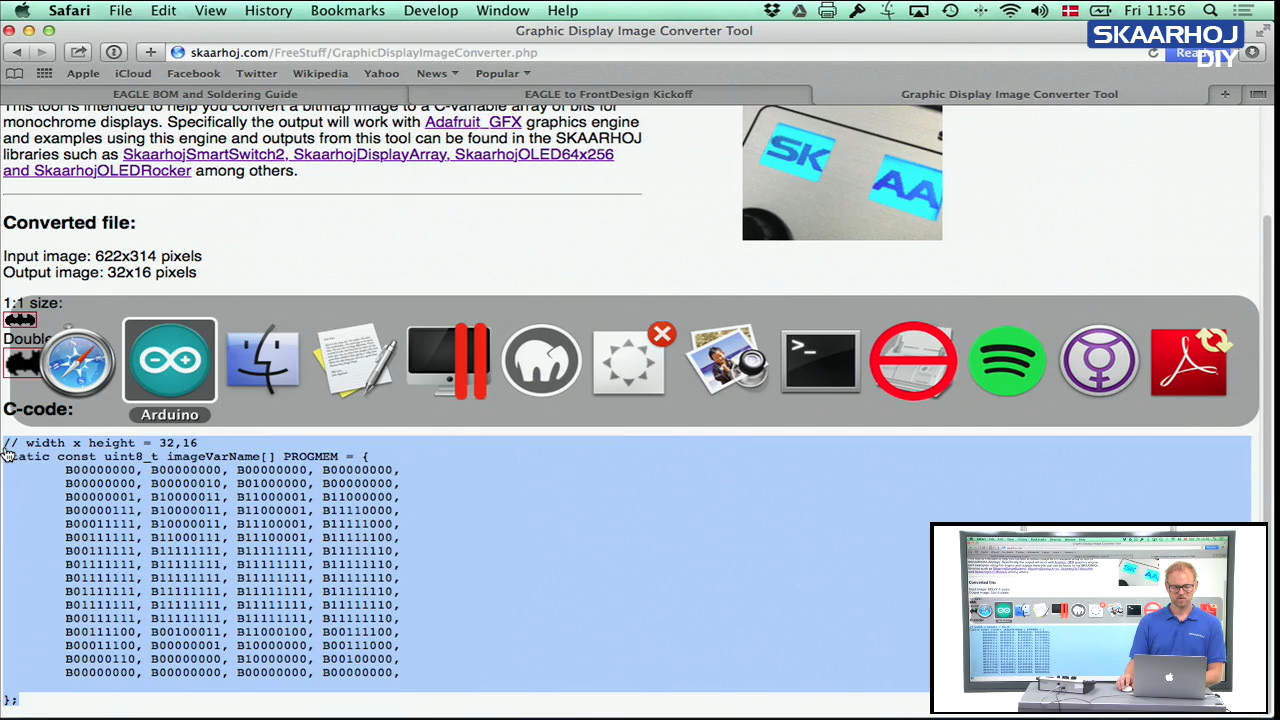 Safari File Edit View History Bookmarks Develop Window Help Fri 11:56
Graphic Display Image Converter Tool
SKAARHOJ
DIY
skaarhoj.com/FreeStuff/GraphicDisplayImageConverter.php
Apple iCloud Facebook Twitter Wikipedia Yahoo News Popular
EAGLE BOM and Soldering Guide EAGLE to FrontDesign Kickoff Graphic Display Image Converter Tool
This tool is intended to help you convert a bitmap image to a C-variable array of bits for
monochrome displays. Specifically the output will work with Adafruit_GFX graphics engine
and examples using this engine and outputs from this tool can be found in the SKAARHOJ
libraries such as SkaarhojSmartSwitch2, SkaarhojDisplayArray, SkaarhojOLED64x256
and SkaarhojOLEDRocker among others.
SK
AA
Converted file:
Input image: 622x314 pixels
Output image: 32x16 pixels
1:1 size:
Double
Arduino
C-code:
// width x height = 32,16
static const uint8_t imageVarName[] PROGMEM = {
B00000000, B00000000, B00000000, B00000000,
B00000000, B00000010, B01000000, B00000000,
B00000001, B10000011, B11000001, B11000000,
B00000111, B10000011, B11000001, B11110000,
B00011111, B10000011, B11100001, B11111000,
B00111111, B10000011, B11100001, B11111100,
B00111111, B11111111, B11111111, B11111110,
B01111111, B11111111, B11111111, B11111110,
B01111111, B11111111, B11111111, B11111110,
B01111111, B11111111, B11111111, B11111110,
B01111111, B11111111, B11111111, B11111110,
B01111111, B11111111, B11111111, B11111110,
B00111100, B00100011, B11000100, B01111100,
B00011100, B00000001, B10000000, B00111000,
B00000110, B00000000, B10000000, B00100000,
B00000000, B00000000, B00000000, B00000000,
};